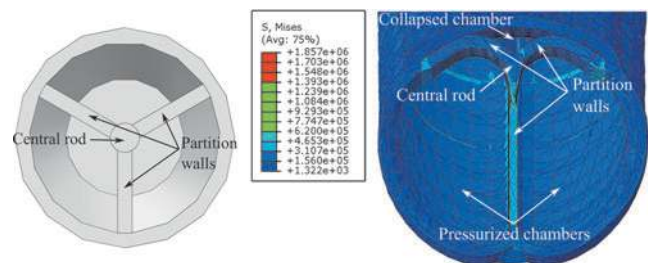 Central rod
Partition
walls
S, Mises
(Avg: 75%)
+1.857e+06
+1.703e+06
+1.548e+06
+1.393e+06
+1.239e+06
+1.084e+06
+9.293e+05
+7.747e+05
+6.200e+05
+4.653e+05
+3.107e+05
+1.560e+05
+1.322e+03
Collapsed chamber
Central rod
Partition
walls
Pressurized chambers